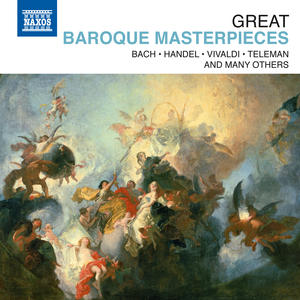 NAXOS
GREAT
BAROQUE MASTERPIECES
BACH • HANDEL • VIVALDI • TELEMAN
AND MANY OTHERS